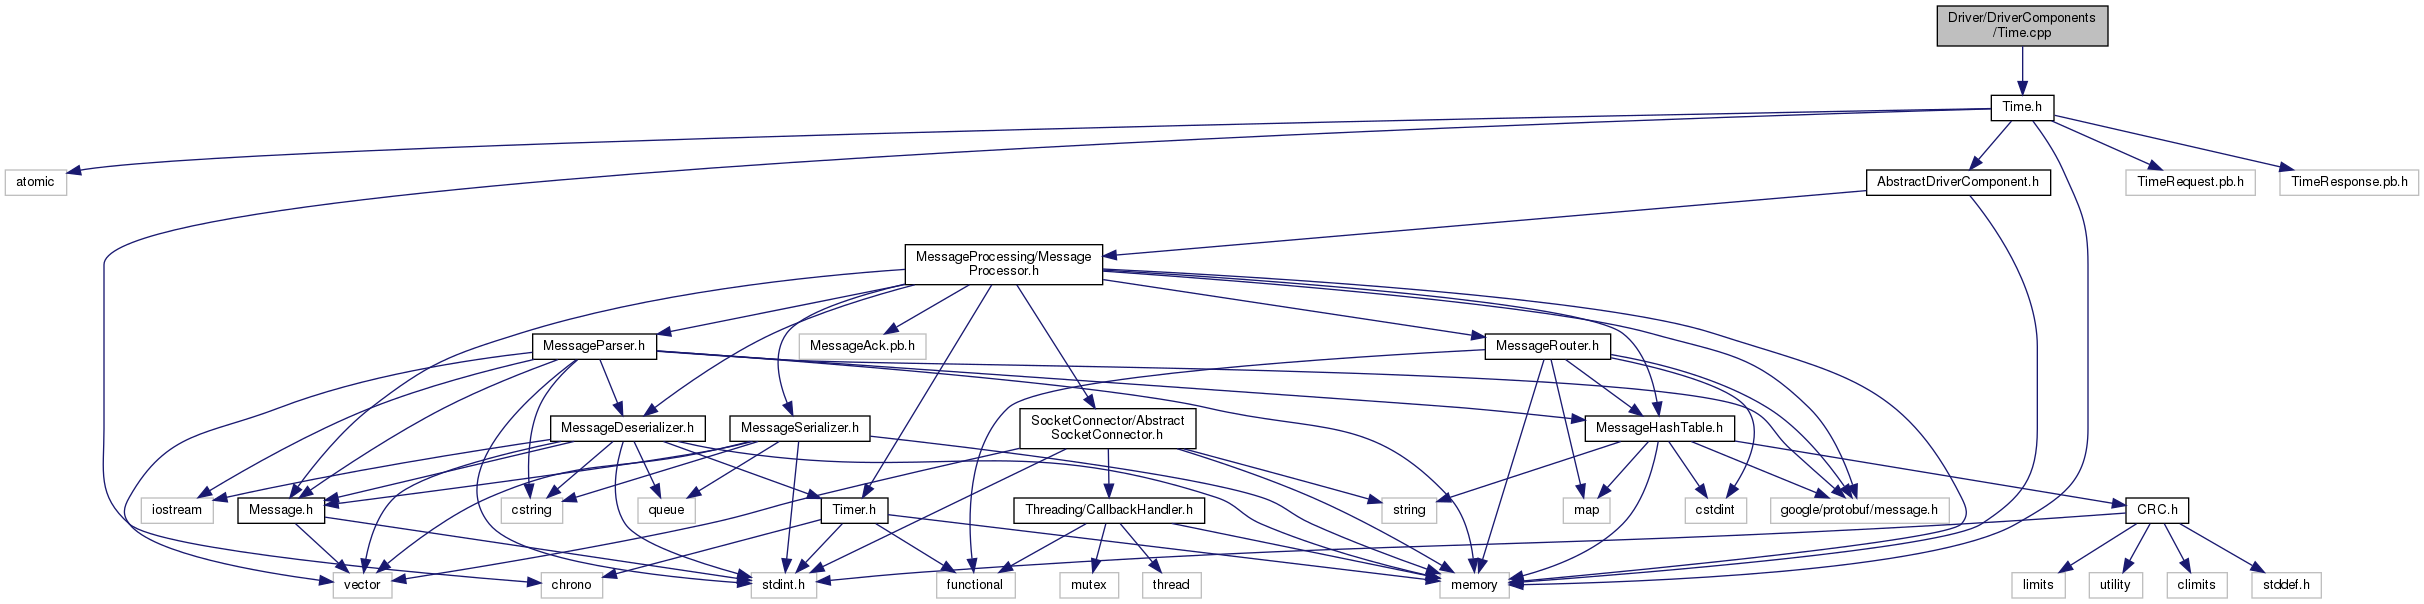 Driver/DriverComponents
/Time.cpp
Time.h
atomic
AbstractDriverComponent.h
TimeRequest.pb.h
TimeResponse.pb.h
MessageProcessing/Message
Processor.h
MessageParser.h
MessageAck.pb.h
MessageRouter.h
MessageDeserializer.h
MessageSerializer.h
SocketConnector/Abstract
SocketConnector.h
MessageHashTable.h
iostream
Message.h
cstring
queue
Timer.h
Threading/CallbackHandler.h
string
map
cstdint
google/protobuf/message.h
CRC.h
vector
chrono
stdint.h
functional
mutex
thread
memory
limits
utility
climits
stddef.h